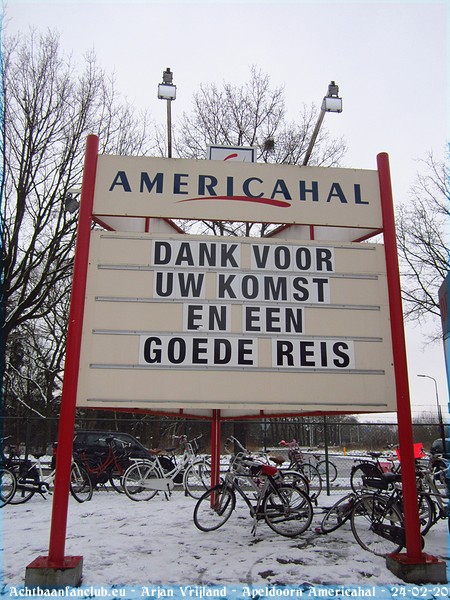 AMERICAHAL
DANK VOOR
UW KOMST
EN EEN
GOEDE REIS
Achtbaanfanclub.eu - Arjan Vrijland - Apeldoorn Americahal - 24-02-20